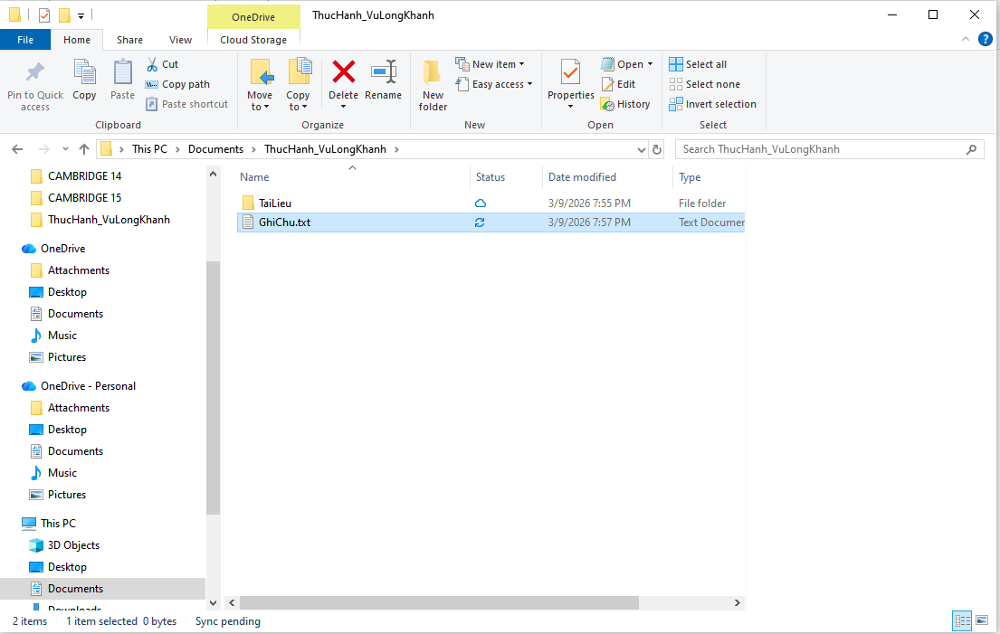 OneDrive
ThucHanh_VuLongKhanh
File
Home
Share
View
Cloud Storage
Pin to Quick access
Copy
Paste
Cut
Copy path
Paste shortcut
Clipboard
Move to
Copy to
Delete
Rename
Organize
New folder
New item
Easy access
New
Properties
Open
Edit
History
Open
Select all
Select none
Invert selection
Select
This PC > Documents > ThucHanh_VuLongKhanh >
Search ThucHanh_VuLongKhanh
CAMBRIDGE 14
CAMBRIDGE 15
ThucHanh_VuLongKhanh
OneDrive
Attachments
Desktop
Documents
Music
Pictures
OneDrive - Personal
Attachments
Desktop
Documents
Music
Pictures
This PC
3D Objects
Desktop
Documents
Downloads
Name Status Date modified Type
TaiLieu 3/9/2026 7:55 PM File folder
GhiChu.txt 3/9/2026 7:57 PM Text Documen
2 items 1 item selected 0 bytes Sync pending